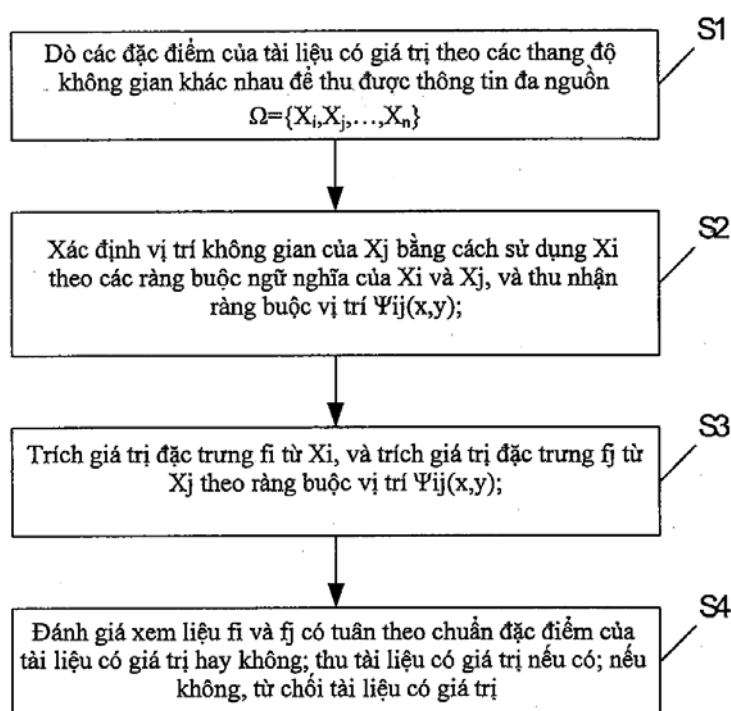 S1
Dò các đặc điểm của tài liệu có giá trị theo các thang độ
không gian khác nhau để thu được thông tin đa nguồn
Ω={Xi,Xj,…,Xn}
S2
Xác định vị trí không gian của Xj bằng cách sử dụng Xi
theo các ràng buộc ngữ nghĩa của Xi và Xj, và thu nhận
ràng buộc vị trí Ψij(x,y);
S3
Trích giá trị đặc trưng fi từ Xi, và trích giá trị đặc trưng fj từ
Xj theo ràng buộc vị trí Ψij(x,y);
S4
Đánh giá xem liệu fi và fj có tuân theo chuẩn đặc điểm của
tài liệu có giá trị hay không; thu tài liệu có giá trị nếu có; nếu
không, từ chối tài liệu có giá trị